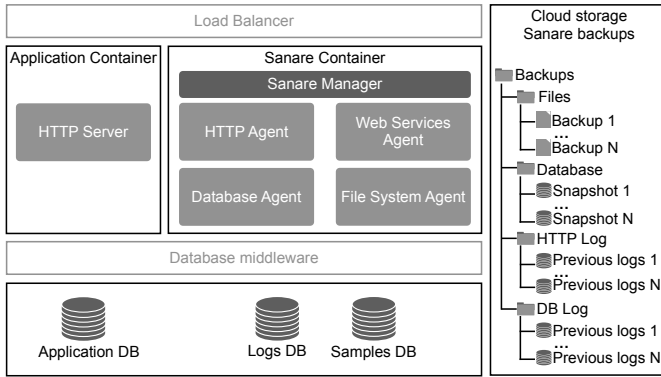 Load Balancer
Application Container
HTTP Server
Sanare Container
Sanare Manager
HTTP Agent
Web Services
Agent
Database Agent
File System Agent
Database middleware
Application DB
Logs DB
Samples DB
Cloud storage
Sanare backups
Backups
Files
Backup 1
...
Backup N
Database
Snapshot 1
...
Snapshot N
HTTP Log
Previous logs 1
...
Previous logs N
DB Log
Previous logs 1
...
Previous logs N